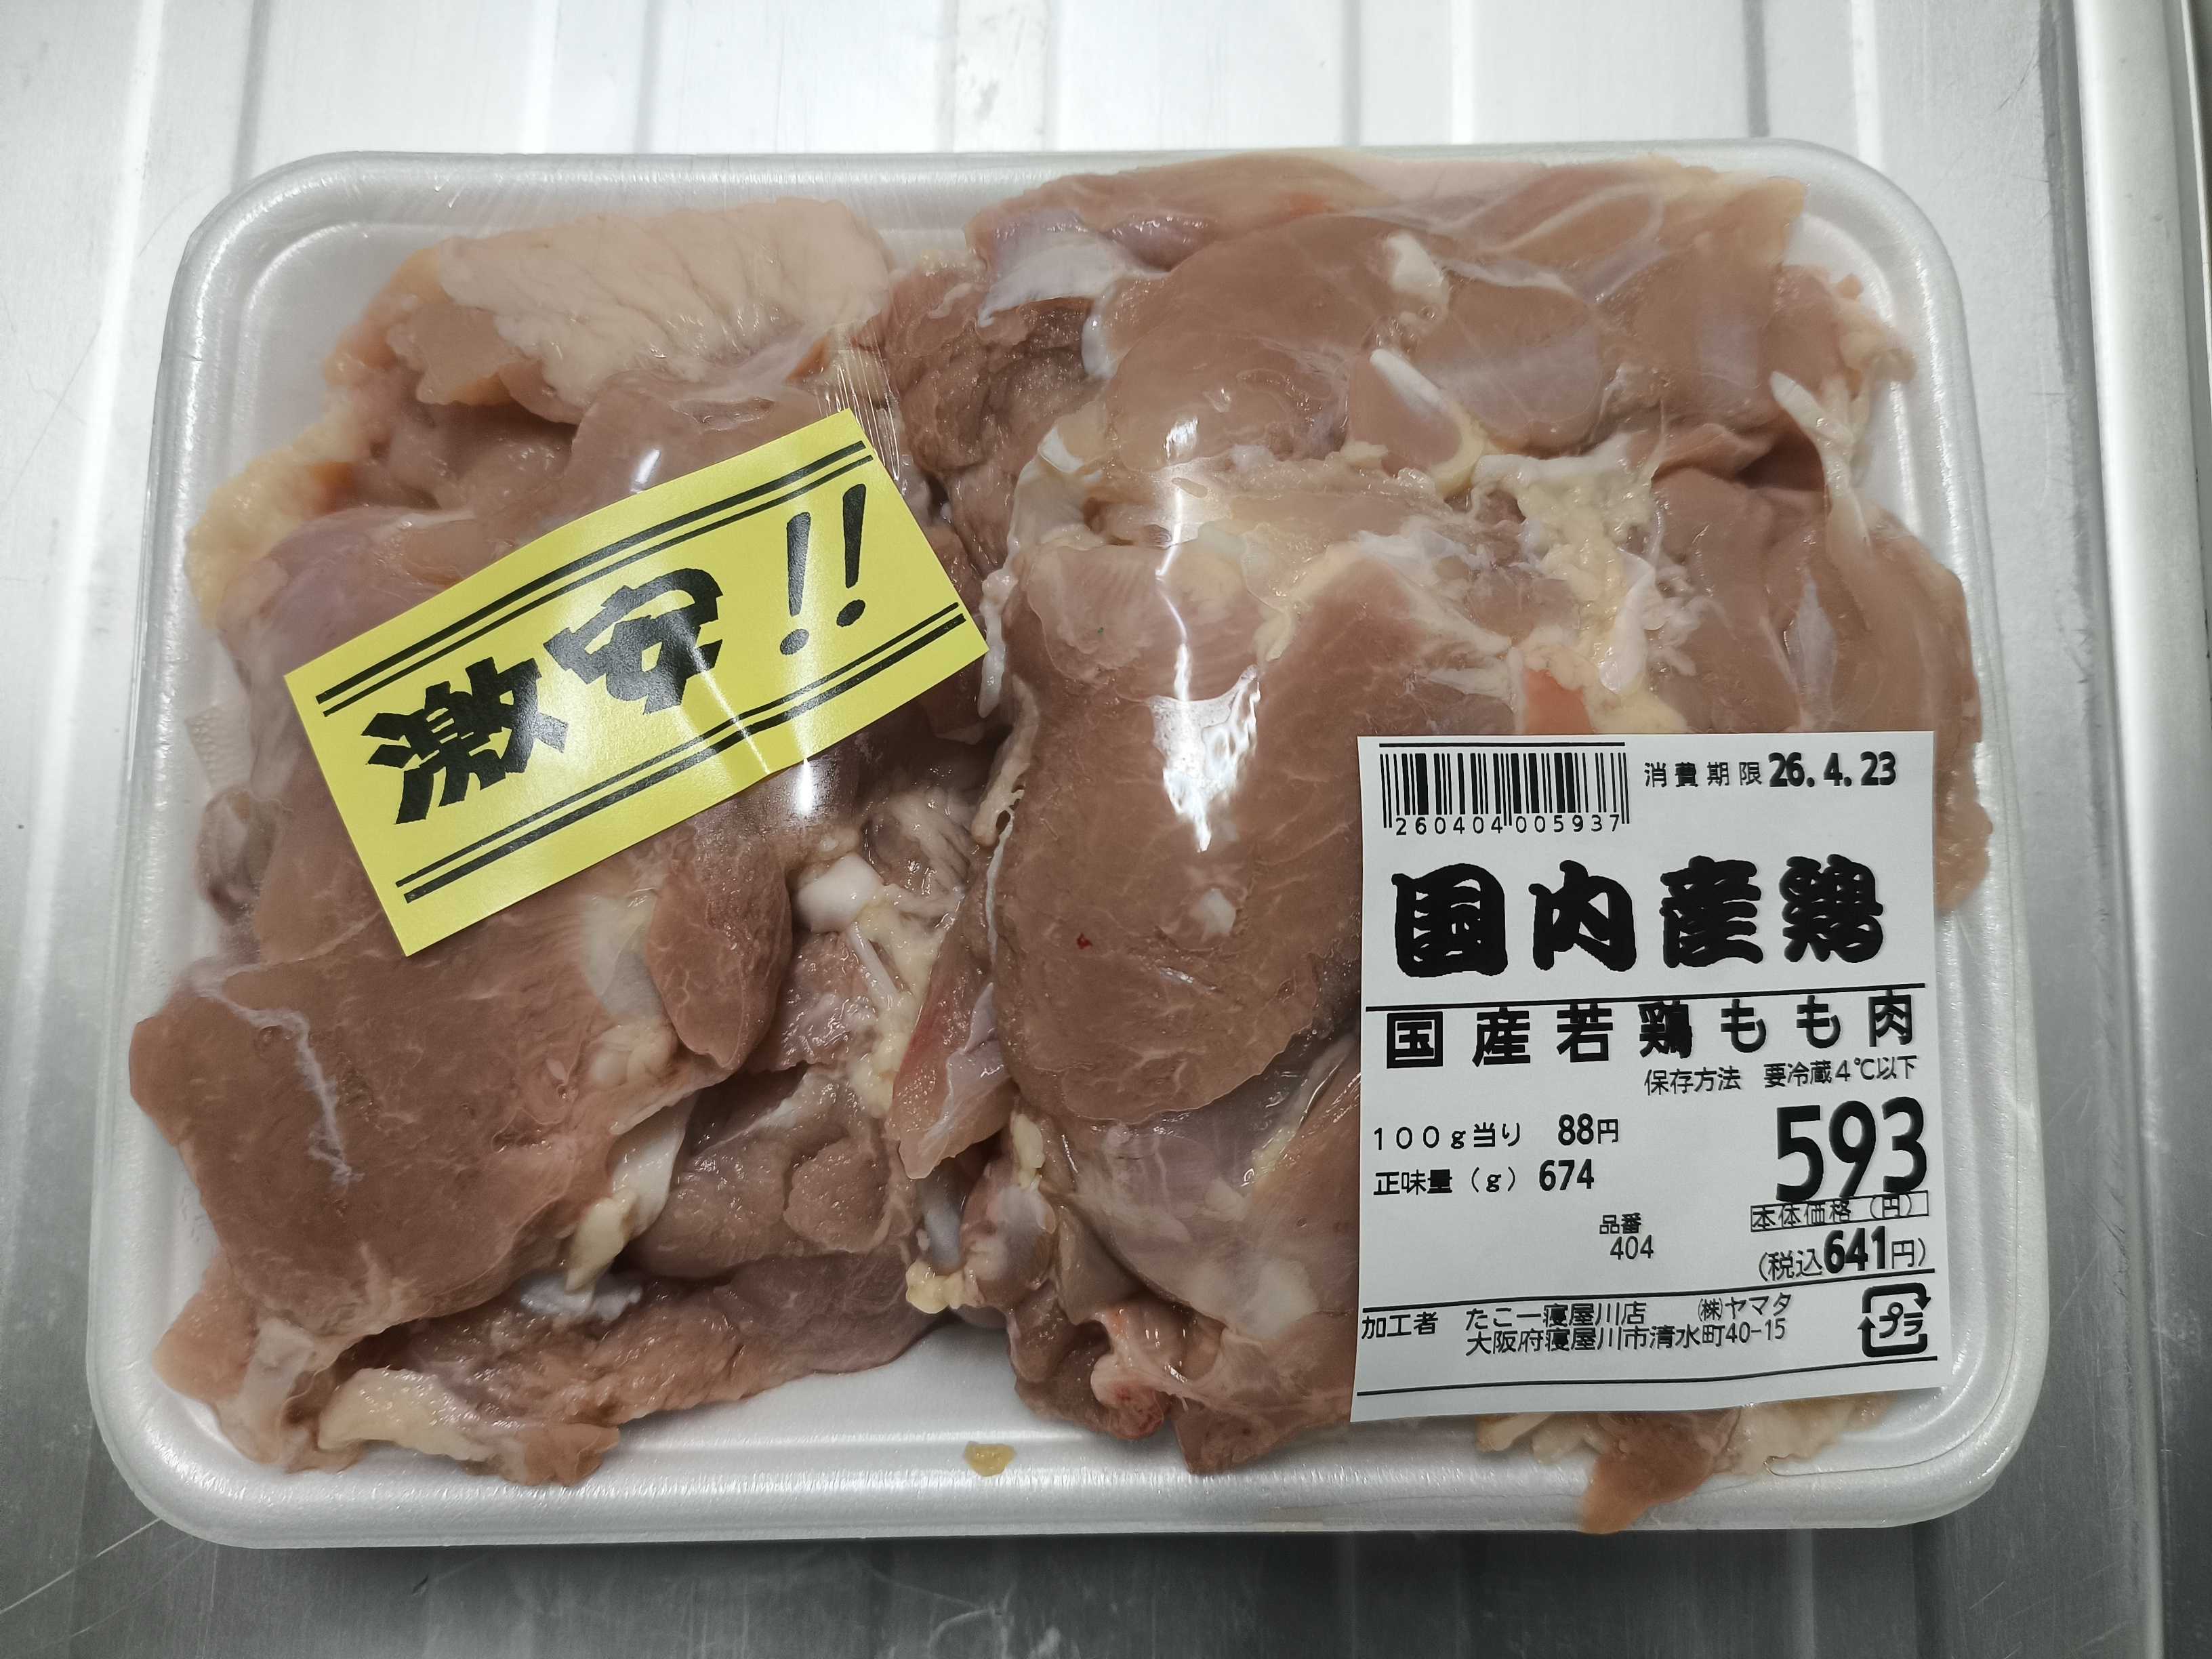 激安!!
消費期限 26.4.23
260404005937
国内産鶏
国産若鶏もも肉
保存方法 要冷蔵4℃以下
100g当り 88円
593
正味量(g) 674
本体価格(円)
品番
404
(税込641円)
加工者 たこ一寝屋川店 ㈱ヤマタ
大阪府寝屋川市清水町40-15
プラ